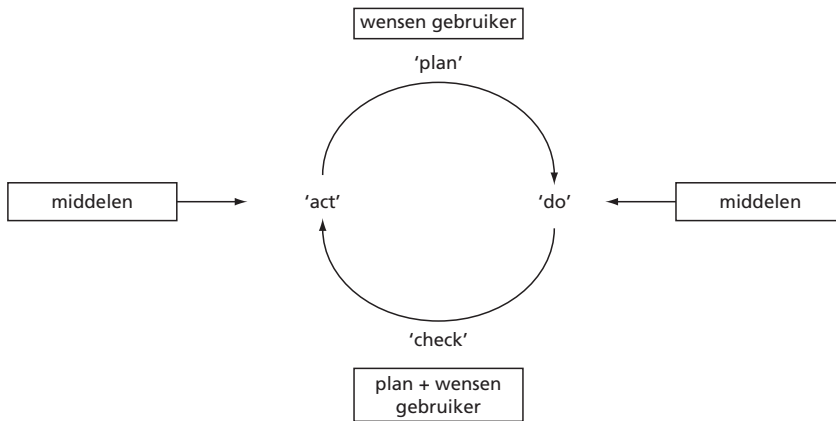 wensen gebruiker
‘plan’
middelen
‘act’
‘do’
middelen
‘check’
plan + wensen
gebruiker